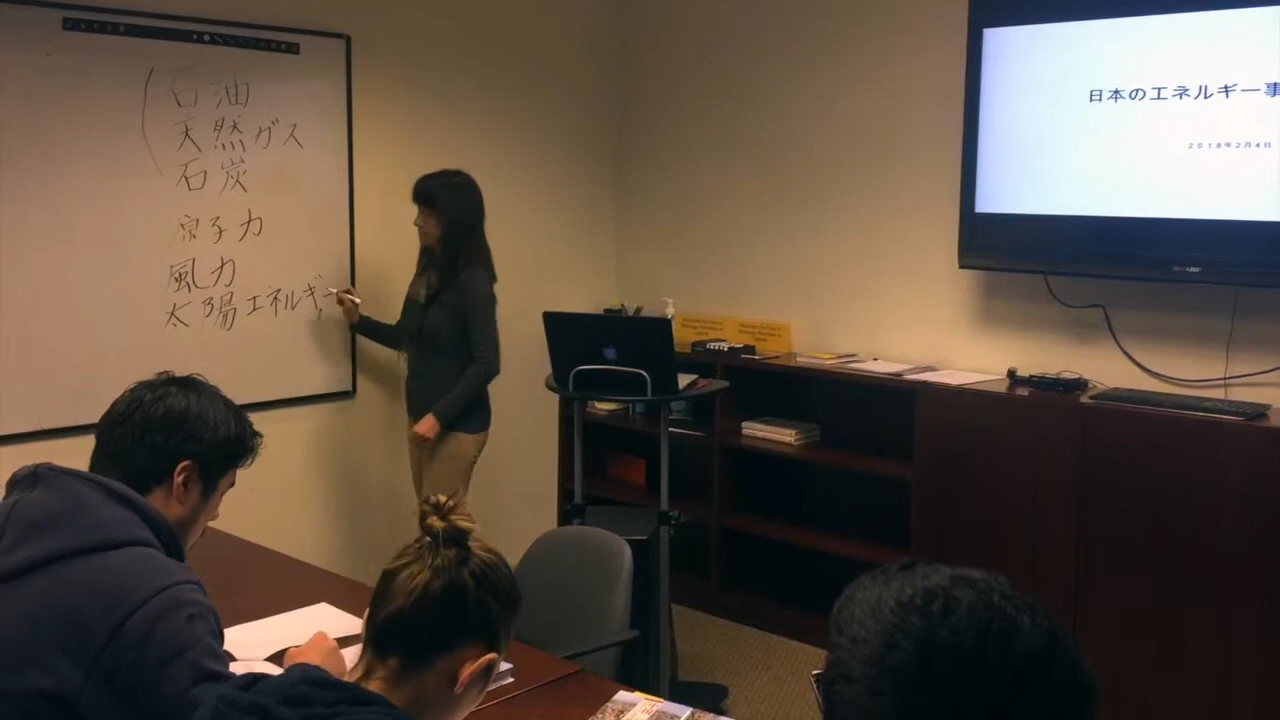 石油
天然ガス
石炭
原子力
風力
太陽エネルギー
日本のエネルギー事
2018年2月4日
SHARP